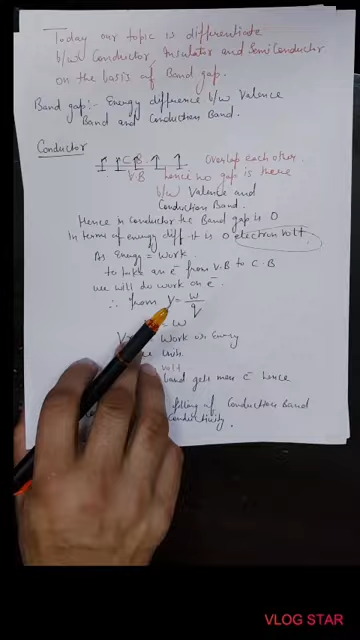 Today our topic is differentiate
b/w Conductor, Insulator and Semiconductor
on the basis of Band gap.
Band gap:- Energy difference b/w Valence
Band and Conduction Band.
Conductor
C.B
V.B
overlap each other.
hence no gap is here
b/w Valence and
Conduction Band.
Hence in conductor the Band gap is 0
In terms of energy diff it is 0 electron volt.
As Energy = Work.
To take an e⁻ from V.B to C.B
we will do work on e⁻.
∴ from V = W/q
= W
Work or Energy
volt
band gets more e⁻ hence
filling of Conduction Band
Conductivity.
VLOG STAR